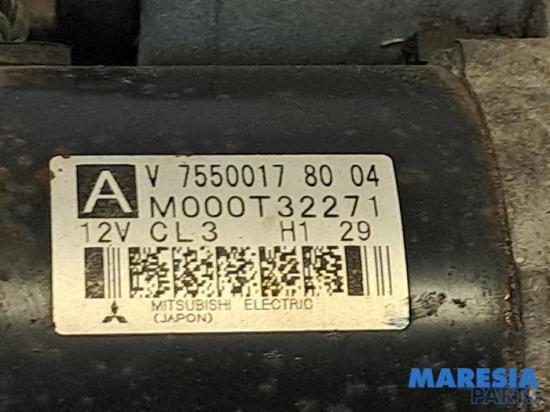 A V 7550017 80 04
M000T32271
12V CL3 H1 29
MITSUBISHI ELECTRIC
(JAPON)
MARESIA
PARTS